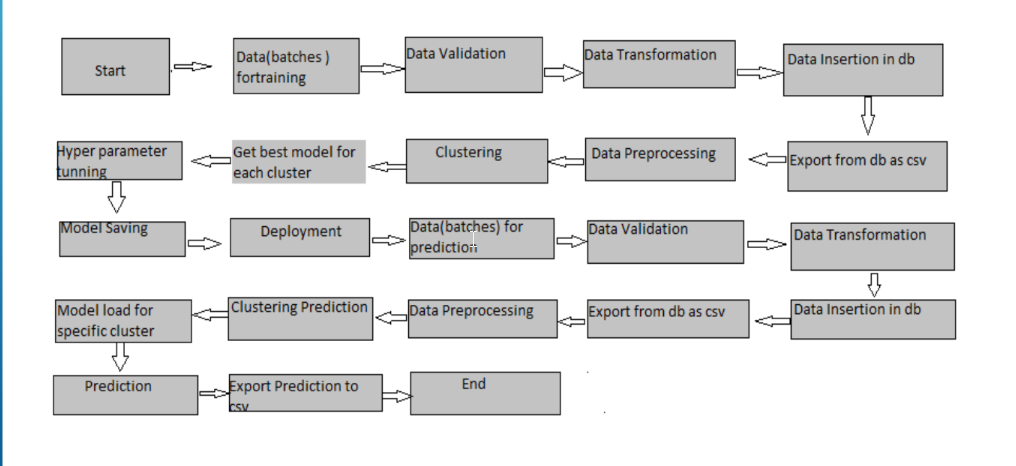 Start
Data(batches )
fortraining
Data Validation
Data Transformation
Data Insertion in db
Hyper parameter
tunning
Get best model for
each cluster
Clustering
Data Preprocessing
Export from db as csv
Model Saving
Deployment
Data(batches) for
prediction
Data Validation
Data Transformation
Model load for
specific cluster
Clustering Prediction
Data Preprocessing
Export from db as csv
Data Insertion in db
Prediction
Export Prediction to
csv
End